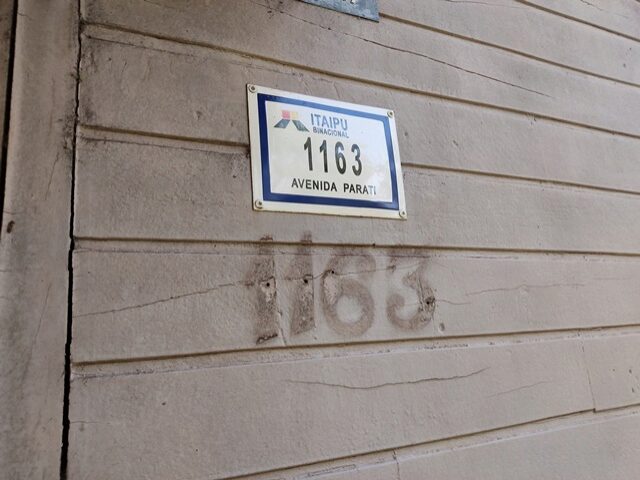 ITAIPU
BINACIONAL
1163
AVENIDA PARATI
1163